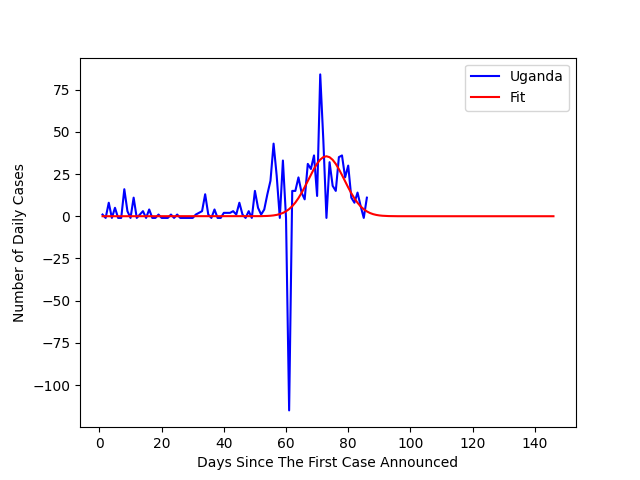 Uganda
Fit
75
50
25
0
−25
−50
−75
−100
Number of Daily Cases
0 20 40 60 80 100 120 140
Days Since The First Case Announced